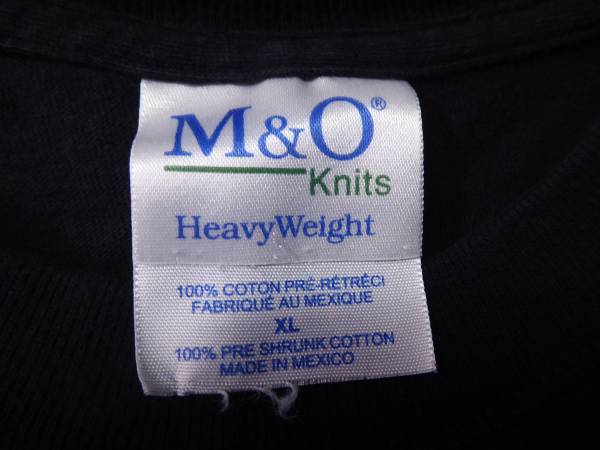 M&O®
Knits
HeavyWeight
100% COTON PRÉ-RÉTRÉCI
FABRIQUÉ AU MEXIQUE
XL
100% PRE SHRUNK COTTON
MADE IN MEXICO